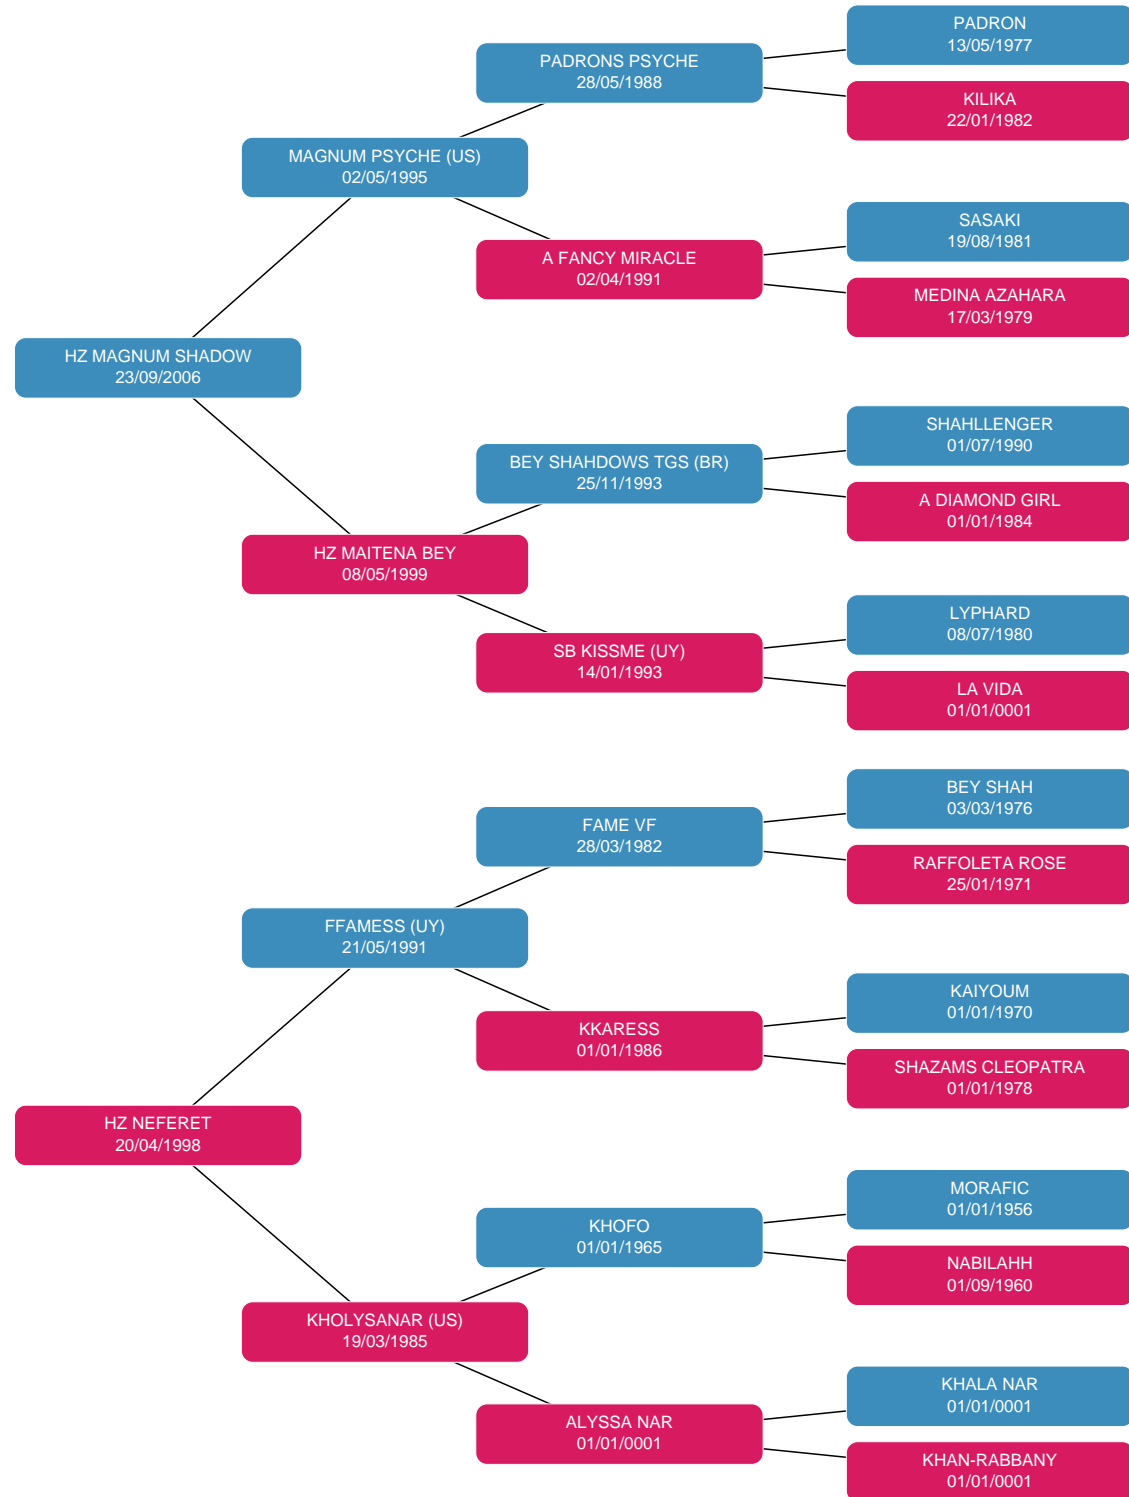 PADRON
13/05/1977
PADRONS PSYCHE
28/05/1988
KILIKA
22/01/1982
MAGNUM PSYCHE (US)
02/05/1995
SASAKI
19/08/1981
A FANCY MIRACLE
02/04/1991
MEDINA AZAHARA
17/03/1979
HZ MAGNUM SHADOW
23/09/2006
SHAHLLENGER
01/07/1990
BEY SHAHDOWS TGS (BR)
25/11/1993
A DIAMOND GIRL
01/01/1984
HZ MAITENA BEY
08/05/1999
LYPHARD
08/07/1980
SB KISSME (UY)
14/01/1993
LA VIDA
01/01/0001
BEY SHAH
03/03/1976
FAME VF
28/03/1982
RAFFOLETA ROSE
25/01/1971
FFAMESS (UY)
21/05/1991
KAIYOUM
01/01/1970
KKARESS
01/01/1986
SHAZAMS CLEOPATRA
01/01/1978
HZ NEFERET
20/04/1998
MORAFIC
01/01/1956
KHOFO
01/01/1965
NABILAHH
01/09/1960
KHOLYSANAR (US)
19/03/1985
KHALA NAR
01/01/0001
ALYSSA NAR
01/01/0001
KHAN-RABBANY
01/01/0001